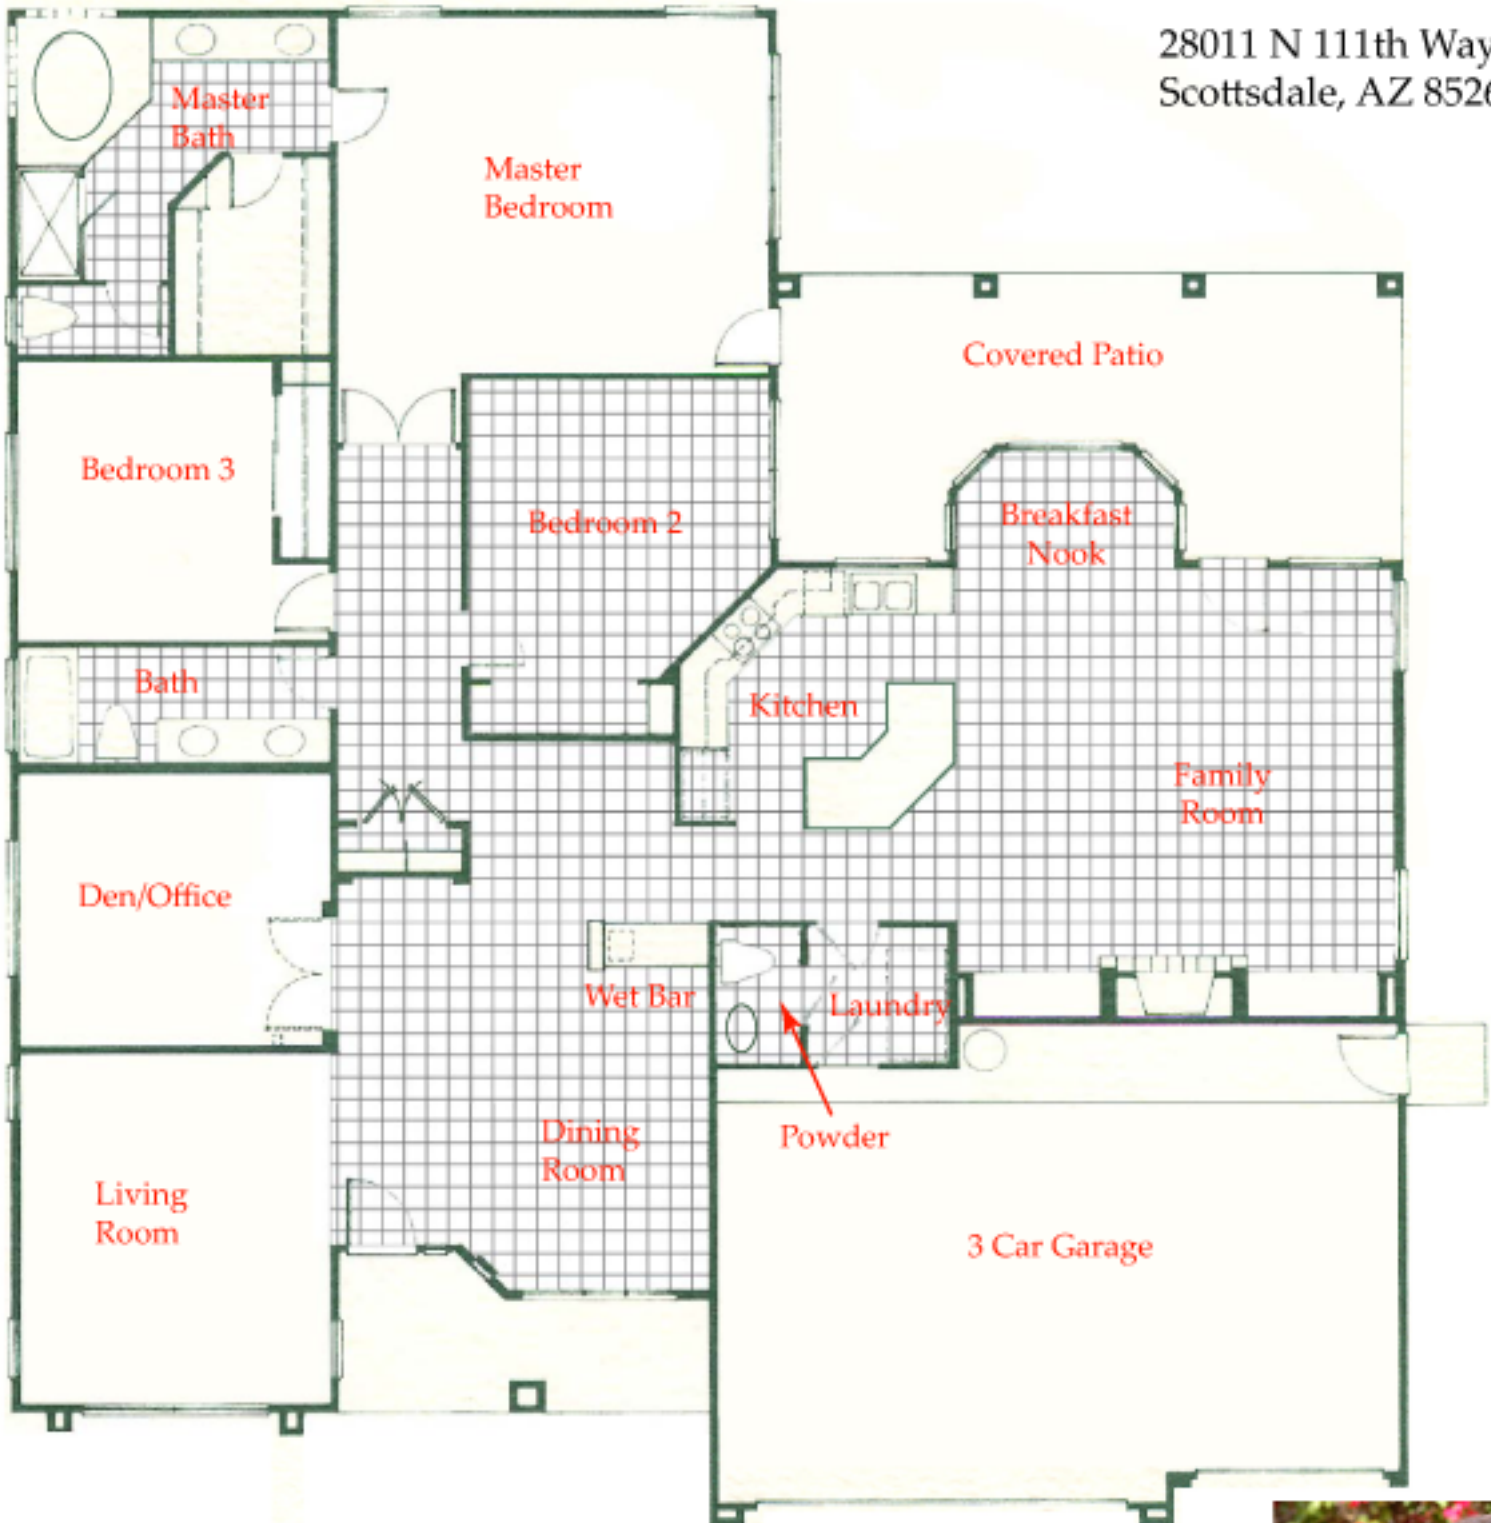 28011 N 111th Way
Scottsdale, AZ 8526
Master
Bath
Master
Bedroom
Covered Patio
Bedroom 3
Bedroom 2
Breakfast
Nook
Bath
Kitchen
Family
Room
Den/Office
Wet Bar
Laundry
Powder
Dining
Room
Living
Room
3 Car Garage